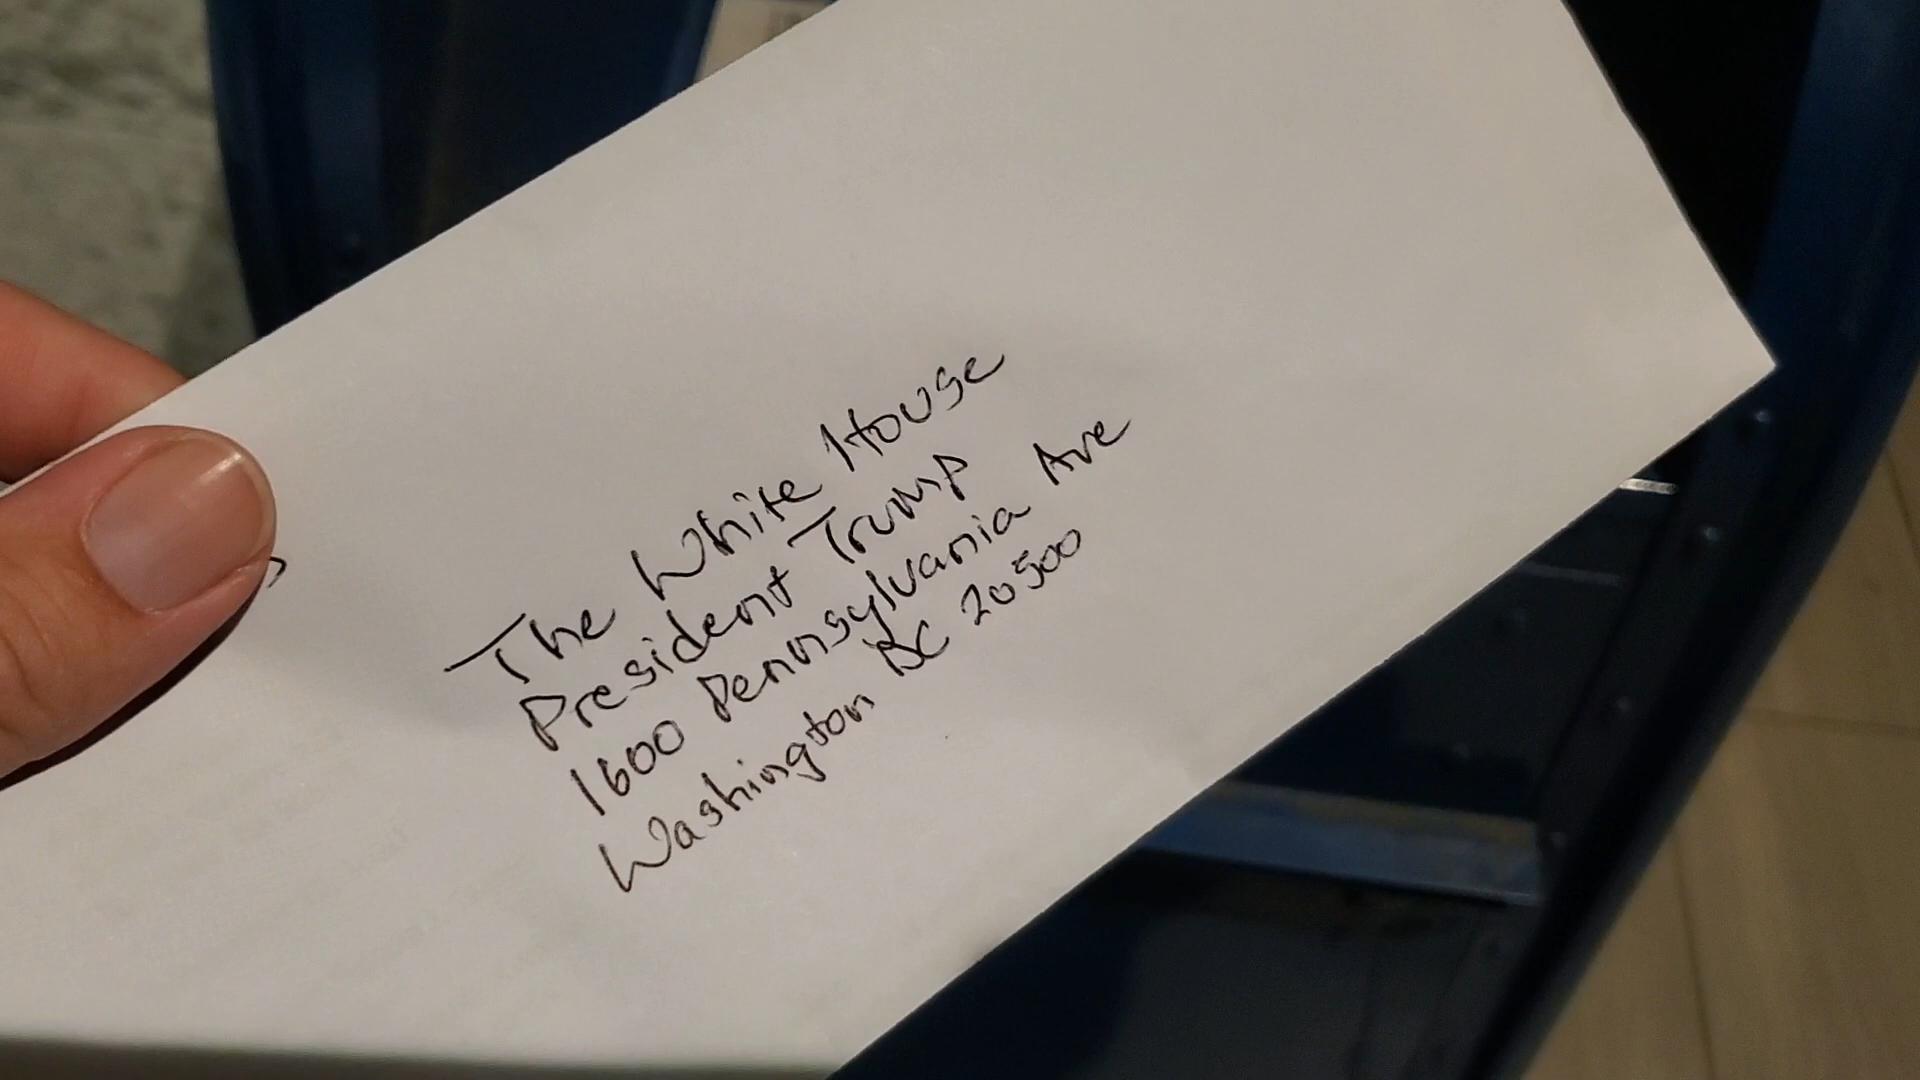 The White House
President Trump
1600 Pennsylvania Ave
Washington DC 20500